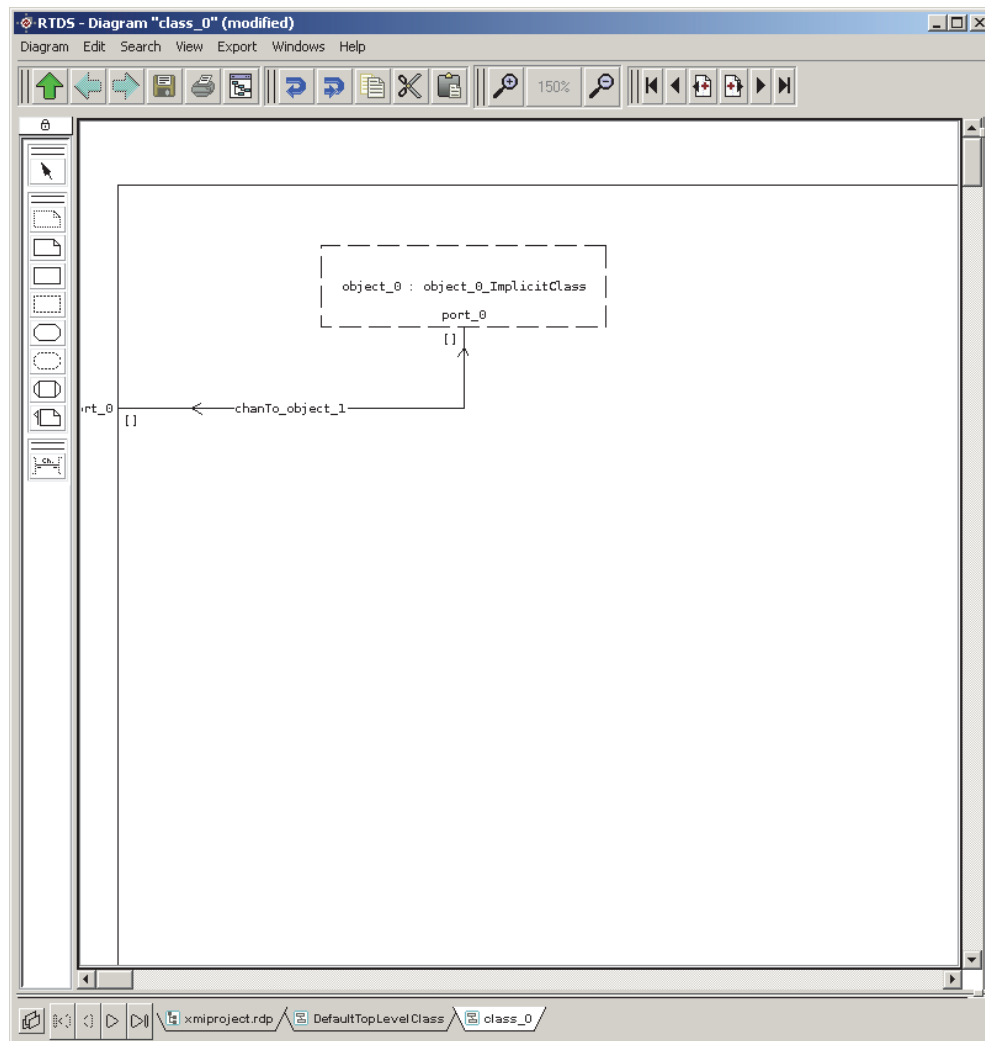 RTDS - Diagram "class_0" (modified)
Diagram Edit Search View Export Windows Help
150%
object_0 : object_0_ImplicitClass
port_0
[]
rt_0
chanTo_object_1
[]
Ch.
xmiproject.rdp
DefaultTopLevelClass
class_0